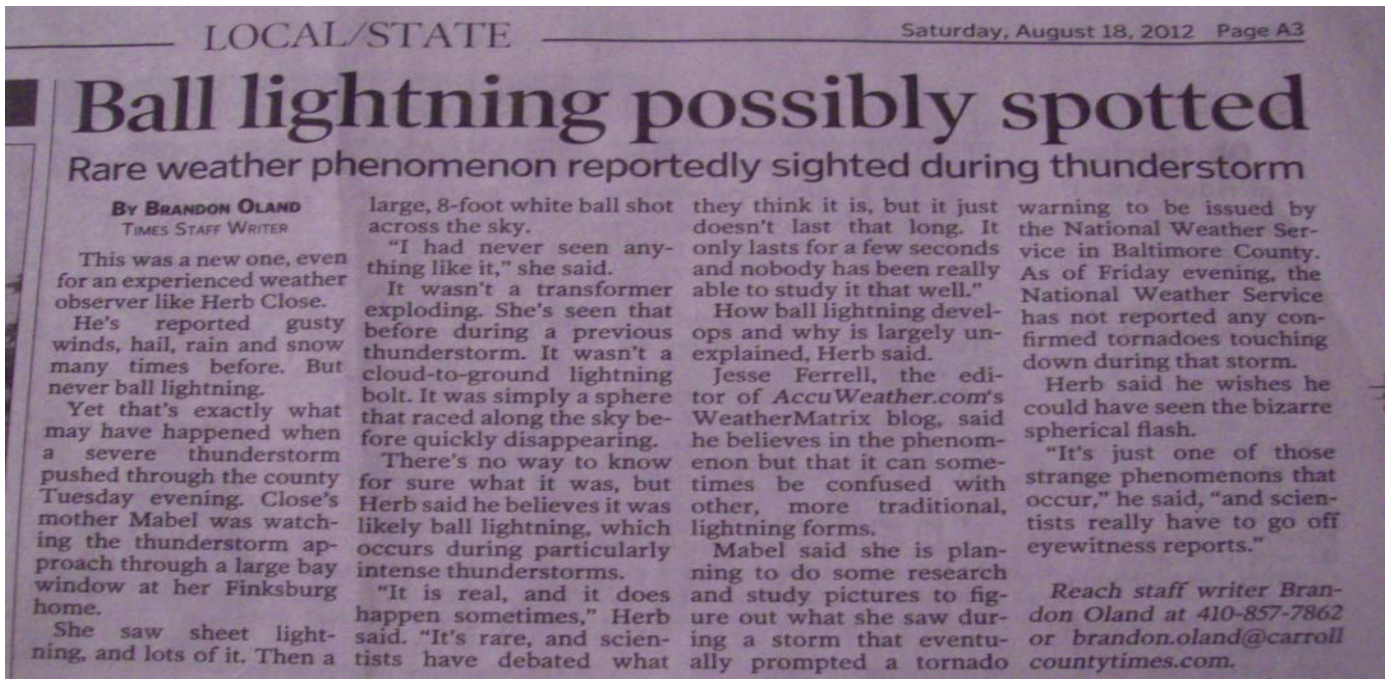 LOCAL/STATE
Saturday, August 18, 2012 Page A3
Ball lightning possibly spotted
Rare weather phenomenon reportedly sighted during thunderstorm
BY BRANDON OLAND
TIMES STAFF WRITER
This was a new one, even
for an experienced weather
observer like Herb Close.
He's reported gusty
winds, hail, rain and snow
many times before. But
never ball lightning.
Yet that's exactly what
may have happened when
a severe thunderstorm
pushed through the county
Tuesday evening. Close's
mother Mabel was watch-
ing the thunderstorm ap-
proach through a large bay
window at her Finksburg
home.
She saw sheet light-
ning, and lots of it. Then a
large, 8-foot white ball shot
across the sky.
"I had never seen any-
thing like it," she said.
It wasn't a transformer
exploding. She's seen that
before during a previous
thunderstorm. It wasn't a
cloud-to-ground lightning
bolt. It was simply a sphere
that raced along the sky be-
fore quickly disappearing.
There's no way to know
for sure what it was, but
Herb said he believes it was
likely ball lightning, which
occurs during particularly
intense thunderstorms.
"It is real, and it does
happen sometimes," Herb
said. "It's rare, and scien-
tists have debated what
they think it is, but it just
doesn't last that long. It
only lasts for a few seconds
and nobody has been really
able to study it that well."
How ball lightning devel-
ops and why is largely un-
explained, Herb said.
Jesse Ferrell, the edi-
tor of AccuWeather.com's
WeatherMatrix blog, said
he believes in the phenom-
enon but that it can some-
times be confused with
other, more traditional,
lightning forms.
Mabel said she is plan-
ning to do some research
and study pictures to fig-
ure out what she saw dur-
ing a storm that eventu-
ally prompted a tornado
warning to be issued by
the National Weather Ser-
vice in Baltimore County.
As of Friday evening, the
National Weather Service
has not reported any con-
firmed tornadoes touching
down during that storm.
Herb said he wishes he
could have seen the bizarre
spherical flash.
"It's just one of those
strange phenomenons that
occur," he said, "and scien-
tists really have to go off
eyewitness reports."
Reach staff writer Bran-
don Oland at 410-857-7862
or brandon.oland@carroll
countytimes.com.